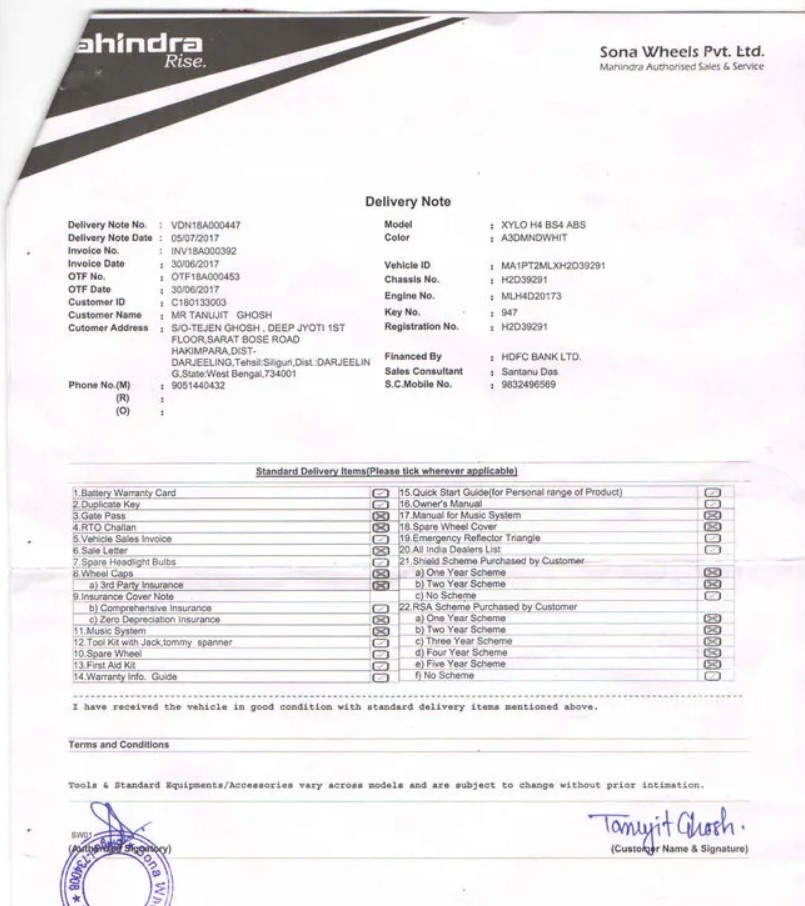 ahindra
Rise.
Sona Wheels Pvt. Ltd.
Mahindra Authorised Sales & Service
Delivery Note
Delivery Note No. : VDN18A000447
Delivery Note Date : 05/07/2017
Invoice No. : INV18A000392
Invoice Date : 30/06/2017
OTF No. : OTF18A000453
OTF Date : 30/06/2017
Customer ID : C180133003
Customer Name : MR TANUJIT GHOSH
Cutomer Address : S/O-TEJEN GHOSH , DEEP JYOTI 1ST
FLOOR,SARAT BOSE ROAD
HAKIMPARA,DIST-
DARJEELING,Tehsil:Siliguri,Dist.:DARJEELIN
G,State:West Bengal,734001
Phone No.(M) : 9051440432
(R) :
(O) :
Model : XYLO H4 BS4 ABS
Color : A3DMNDWHIT
Vehicle ID : MA1PT2MLXH2D39291
Chassis No. : H2D39291
Engine No. : MLH4D20173
Key No. : 947
Registration No. : H2D39291
Financed By : HDFC BANK LTD.
Sales Consultant : Santanu Das
S.C.Mobile No. : 9832496569
Standard Delivery Items(Please tick wherever applicable)
1.Battery Warranty Card
2.Duplicate Key
3.Gate Pass
4.RTO Challan
5.Vehicle Sales Invoice
6.Sale Letter
7.Spare Headlight Bulbs
8.Wheel Caps
a) 3rd Party Insurance
9.Insurance Cover Note
b) Comprehensive Insurance
c) Zero Depreciation Insurance
11.Music System
12.Tool Kit with Jack,tommy spanner
10.Spare Wheel
13.First Aid Kit
14.Warranty Info. Guide
15.Quick Start Guide(for Personal range of Product)
16.Owner's Manual
17.Manual for Music System
18.Spare Wheel Cover
19.Emergency Reflector Triangle
20.All India Dealers List
21.Shield Scheme Purchased by Customer
a) One Year Scheme
b) Two Year Scheme
c) No Scheme
22.RSA Scheme Purchased by Customer
a) One Year Scheme
b) Two Year Scheme
c) Three Year Scheme
d) Four Year Scheme
e) Five Year Scheme
f) No Scheme
I have received the vehicle in good condition with standard delivery items mentioned above.
Terms and Conditions
Tools & Standard Equipments/Accessories vary across models and are subject to change without prior intimation.
SW01
(Authorised Signatory)
Tanujit Ghosh.
(Customer Name & Signature)
Sona Whe
734008 ★